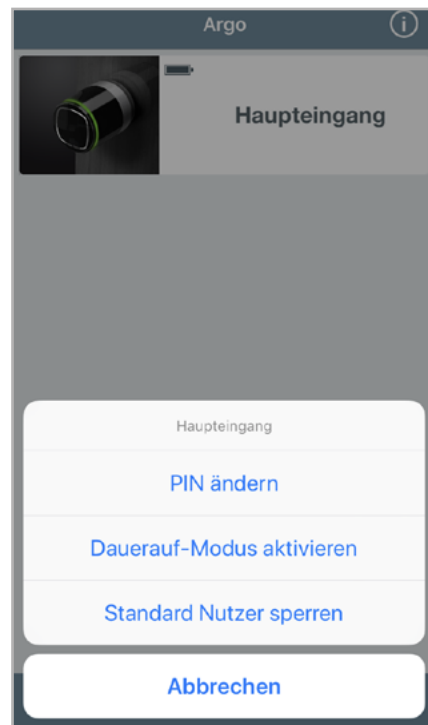 Argo
Haupteingang
Haupteingang
PIN ändern
Dauerauf-Modus aktivieren
Standard Nutzer sperren
Abbrechen